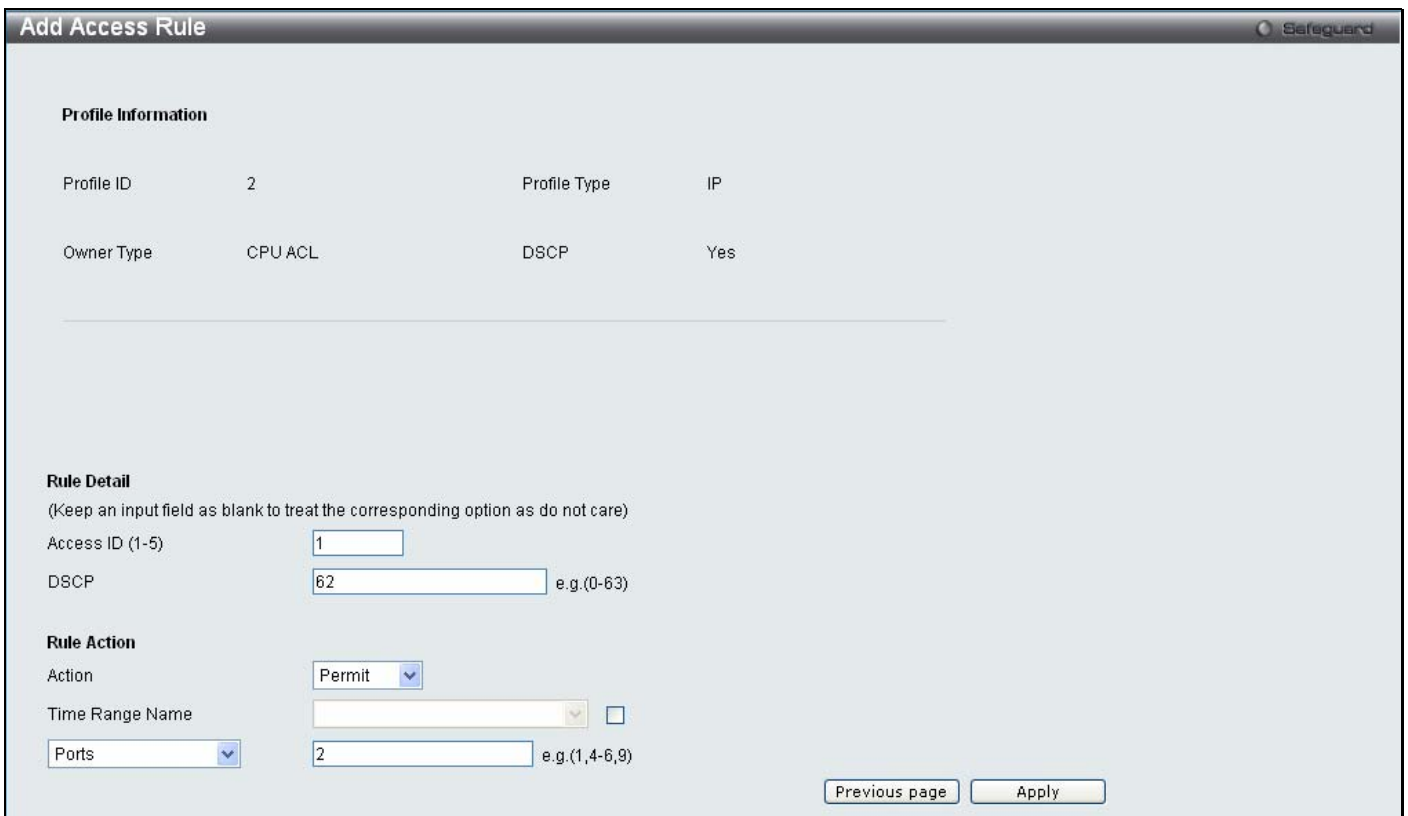 Add Access Rule
Safeguard
Profile Information
Profile ID 2 Profile Type IP
Owner Type CPU ACL DSCP Yes
Rule Detail
(Keep an input field as blank to treat the corresponding option as do not care)
Access ID (1-5) 1
DSCP 62 e.g.(0-63)
Rule Action
Action Permit
Time Range Name
Ports 2 e.g.(1,4-6,9)
Previous page Apply